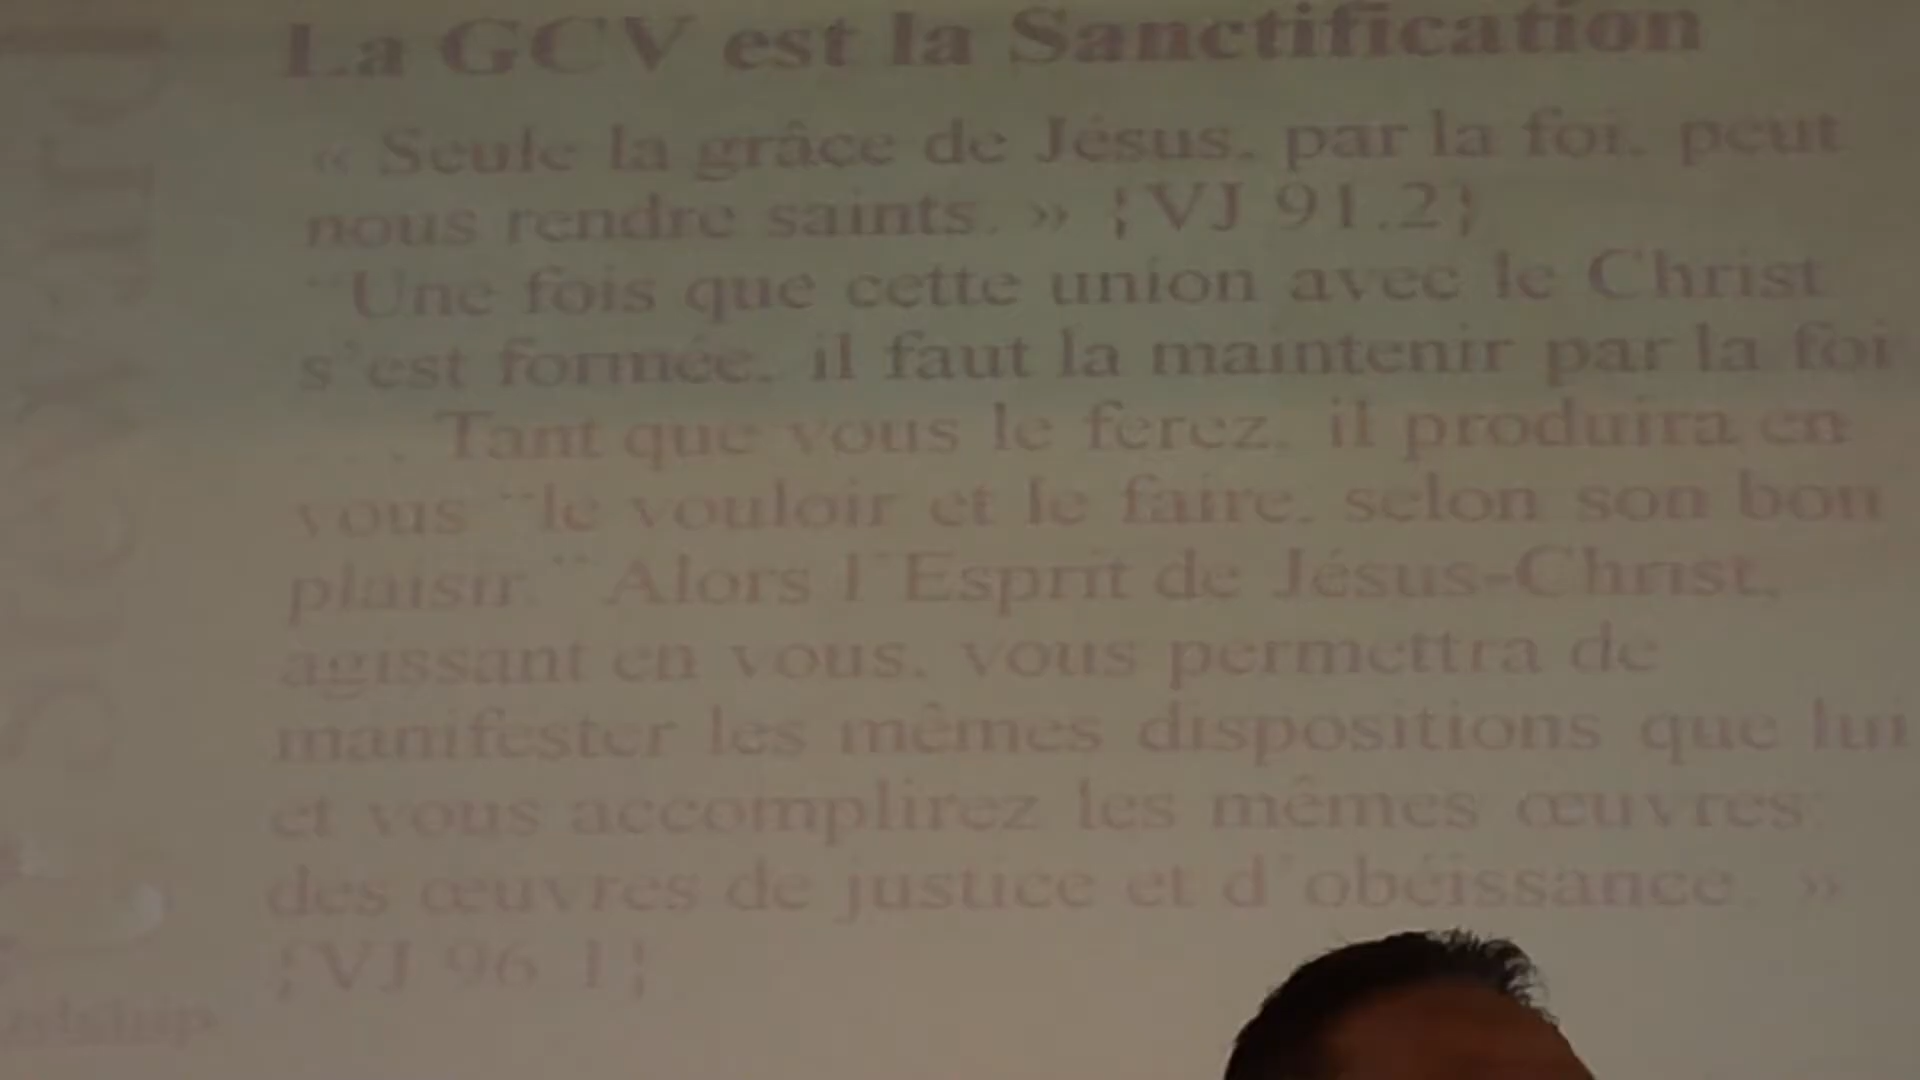 La GCV est la Sanctification
« Seule la grâce de Jésus, par la foi, peut
nous rendre saints. » {VJ 91.2}
"Une fois que cette union avec le Christ
s'est formée, il faut la maintenir par la foi
. . . Tant que vous le ferez, il produira en
vous "le vouloir et le faire, selon son bon
plaisir." Alors l'Esprit de Jésus-Christ,
agissant en vous, vous permettra de
manifester les mêmes dispositions que lui
et vous accomplirez les mêmes œuvres
des œuvres de justice et d'obéissance. »
{VJ 96.1}